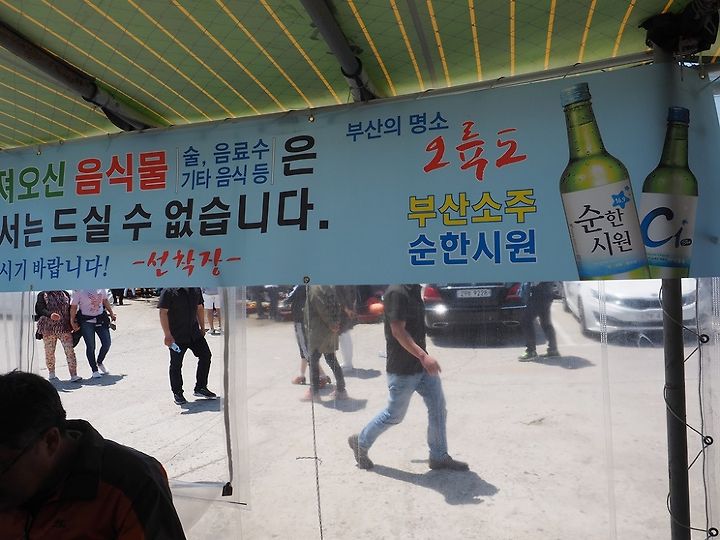 져오신 음식물 술, 음료수 기타 음식 등 은
서는 드실 수 없습니다.
시기 바랍니다! -선착장-
부산의 명소
오륙도
부산소주
순한시원
순한
시원
Ci